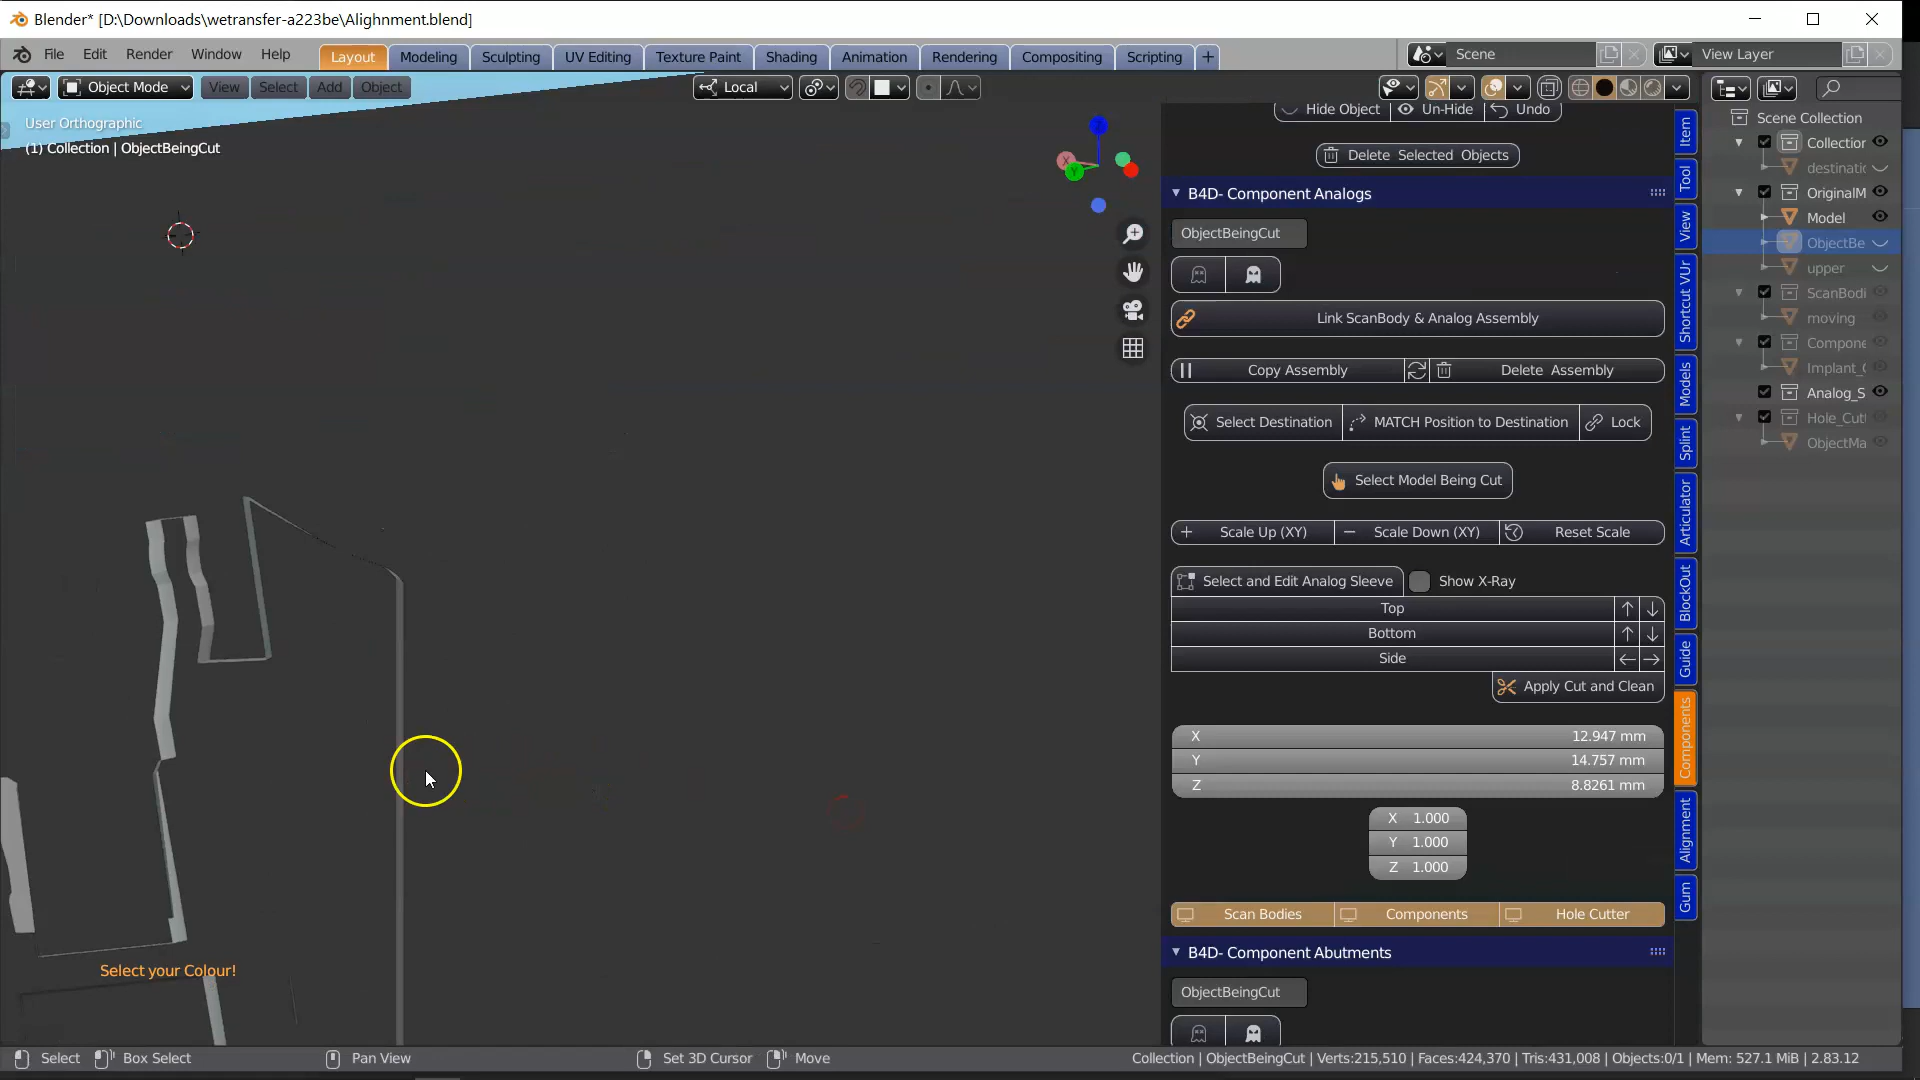 Blender* [D:\Downloads\wetransfer-a223be\Alighnment.blend]
File Edit Render Window Help Layout Modeling Sculpting UV Editing Texture Paint Shading Animation Rendering Compositing Scripting + Scene View Layer
Object Mode View Select Add Object Local
User Orthographic
(1) Collection | ObjectBeingCut
Hide Object Un-Hide Undo
Delete Selected Objects
B4D- Component Analogs
ObjectBeingCut
Link ScanBody & Analog Assembly
Copy Assembly Delete Assembly
Select Destination MATCH Position to Destination Lock
Select Model Being Cut
Scale Up (XY) Scale Down (XY) Reset Scale
Select and Edit Analog Sleeve Show X-Ray
Top
Bottom
Side
Apply Cut and Clean
X 12.947 mm
Y 14.757 mm
Z 8.8261 mm
X 1.000
Y 1.000
Z 1.000
Scan Bodies Components Hole Cutter
B4D- Component Abutments
ObjectBeingCut
Item
Tool
View
Shortcut VUr
Models
Splint
Articulator
BlockOut
Guide
Components
Alignment
Gum
Scene Collection
Collection
destinatic
OriginalM
Model
ObjectBe
upper
ScanBodi
moving
Compone
Implant_
Analog_S
Hole_Cut
ObjectMa
X
Y
Z
Select your Colour!
Select Box Select Pan View Set 3D Cursor Move Collection | ObjectBeingCut | Verts:215,510 | Faces:424,370 | Tris:431,008 | Objects:0/1 | Mem: 527.1 MiB | 2.83.12